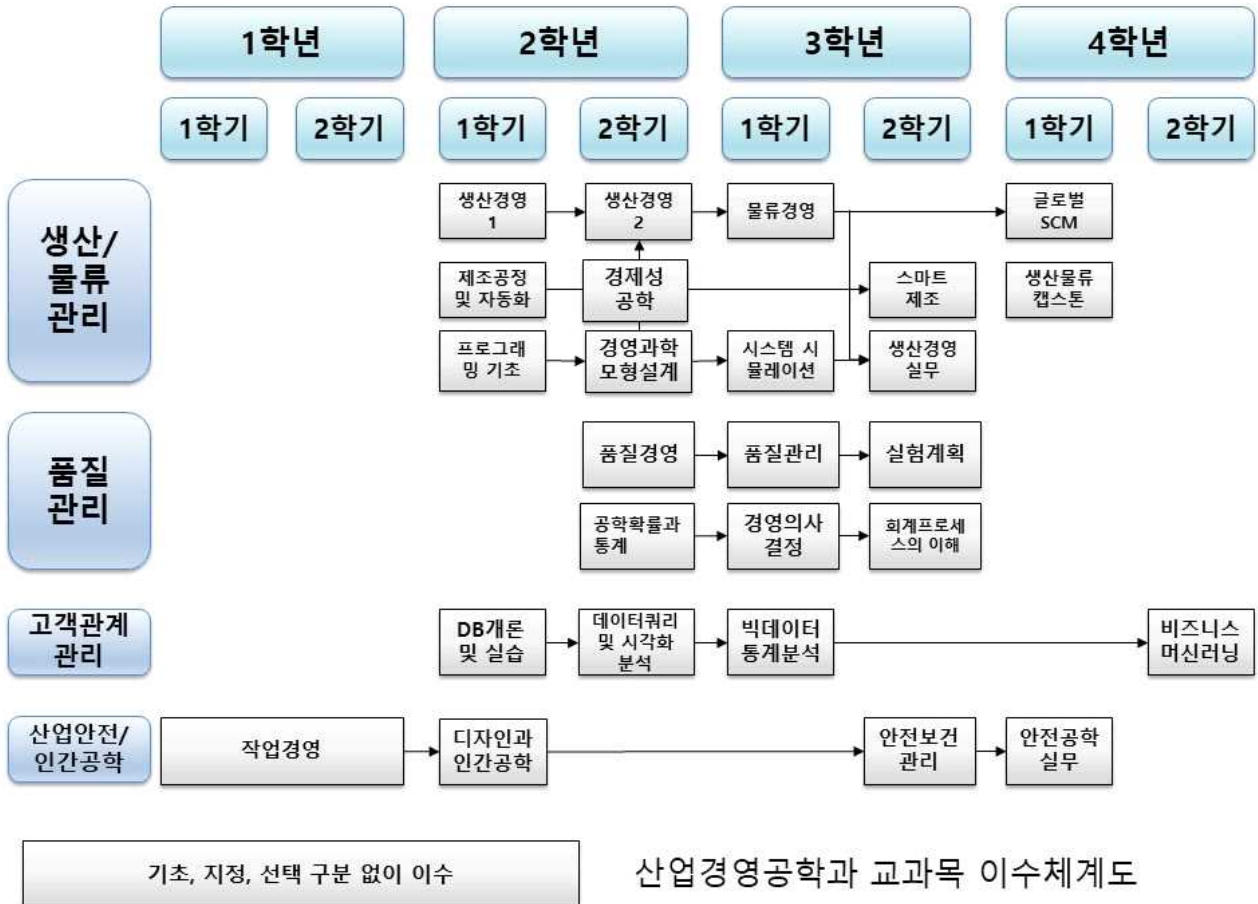 1학년 2학년 3학년 4학년
1학기 2학기 1학기 2학기 1학기 2학기 1학기 2학기
생산/
물류
관리
생산경영
1
생산경영
2
물류경영
글로벌
SCM
제조공정
및 자동화
경제성
공학
스마트
제조
생산물류
캡스톤
프로그래
밍 기초
경영과학
모형설계
시스템 시
뮬레이션
생산경영
실무
품질
관리
품질경영
품질관리
실험계획
공학확률과
통계
경영의사
결정
회계프로세
스의 이해
고객관계
관리
DB개론
및 실습
데이터쿼리
및 시각화
분석
빅데이터
통계분석
비즈니스
머신러닝
산업안전/
인간공학
작업경영
디자인과
인간공학
안전보건
관리
안전공학
실무
기초, 지정, 선택 구분 없이 이수
산업경영공학과 교과목 이수체계도